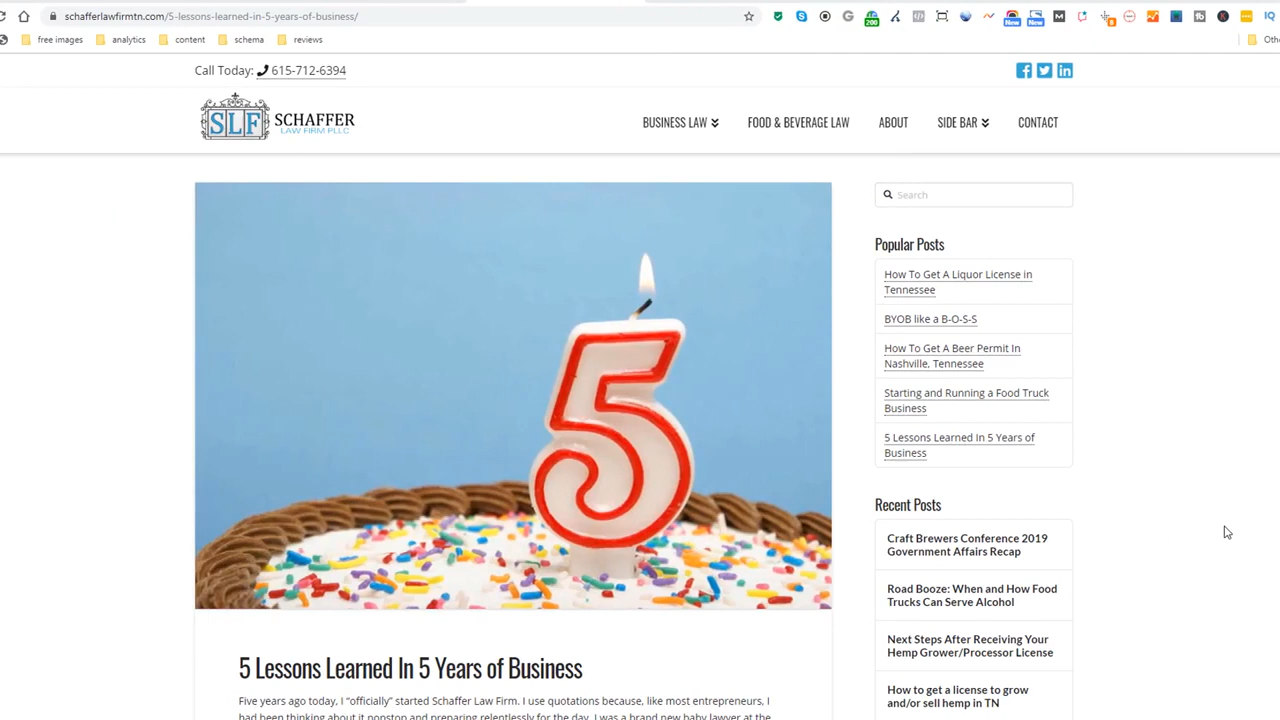 schafferlawfirmtn.com/5-lessons-learned-in-5-years-of-business/
free images
analytics
content
schema
reviews
Call Today: 615-712-6394
SLF SCHAFFER
LAW FIRM PLLC
BUSINESS LAW
FOOD & BEVERAGE LAW
ABOUT
SIDE BAR
CONTACT
5
5 Lessons Learned In 5 Years of Business
Five years ago today, I "officially" started Schaffer Law Firm. I use quotations because, like most entrepreneurs, I
had been thinking about it nonstop and preparing relentlessly for the day. I was a brand new baby lawyer at the
Search
Popular Posts
How To Get A Liquor License in
Tennessee
BYOB like a B-O-S-S
How To Get A Beer Permit In
Nashville, Tennessee
Starting and Running a Food Truck
Business
5 Lessons Learned In 5 Years of
Business
Recent Posts
Craft Brewers Conference 2019
Government Affairs Recap
Road Booze: When and How Food
Trucks Can Serve Alcohol
Next Steps After Receiving Your
Hemp Grower/Processor License
How to get a license to grow
and/or sell hemp in TN